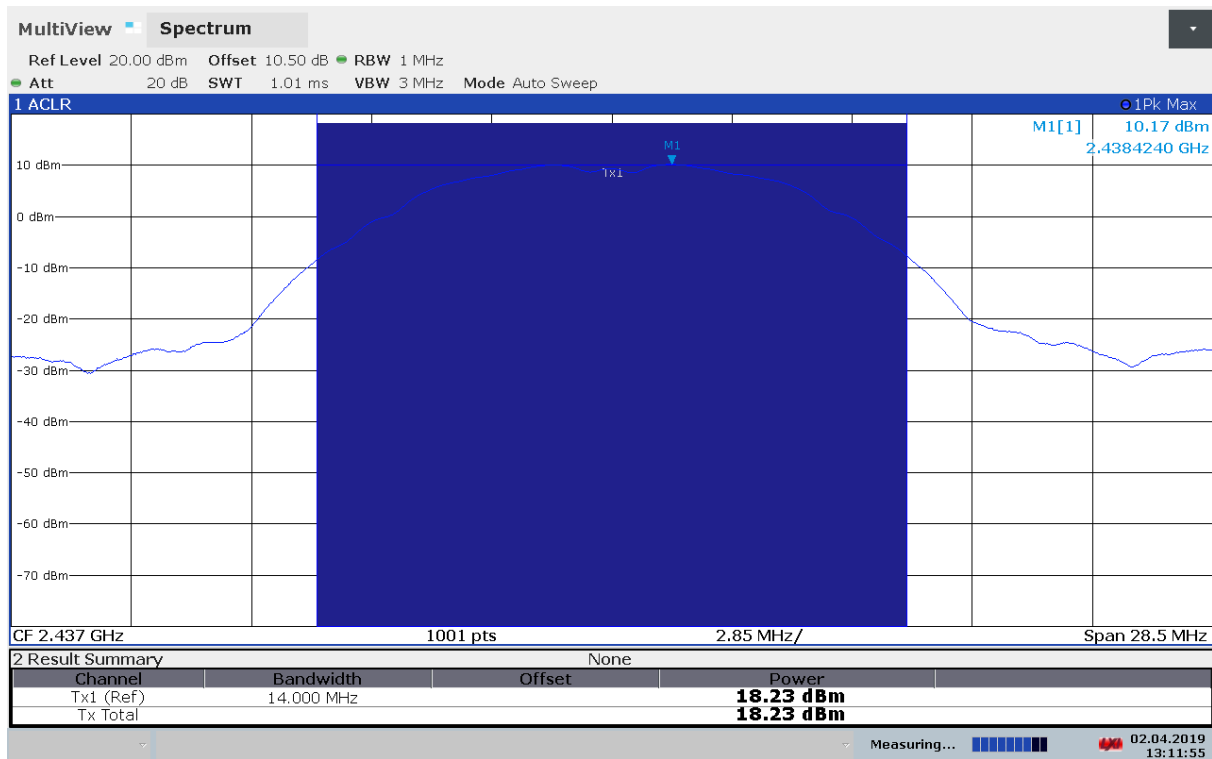 MultiView Spectrum
Ref Level 20.00 dBm Offset 10.50 dB RBW 1 MHz
Att 20 dB SWT 1.01 ms VBW 3 MHz Mode Auto Sweep
1 ACLR 1Pk Max
M1[1] 10.17 dBm
2.4384240 GHz
M1
10 dBm
Tx1
0 dBm
-10 dBm
-20 dBm
-30 dBm
-40 dBm
-50 dBm
-60 dBm
-70 dBm
CF 2.437 GHz 1001 pts 2.85 MHz/ Span 28.5 MHz
2 Result Summary None
Channel Bandwidth Offset Power
Tx1 (Ref) 14.000 MHz 18.23 dBm
Tx Total 18.23 dBm
Measuring... 02.04.2019
13:11:55